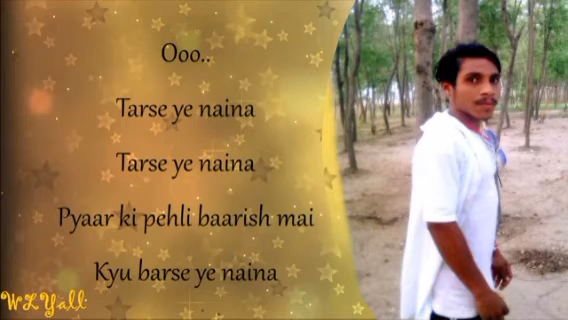 Ooo..
Tarse ye naina
Tarse ye naina
Pyaar ki pehli baarish mai
Kyu barse ye naina
WLYall